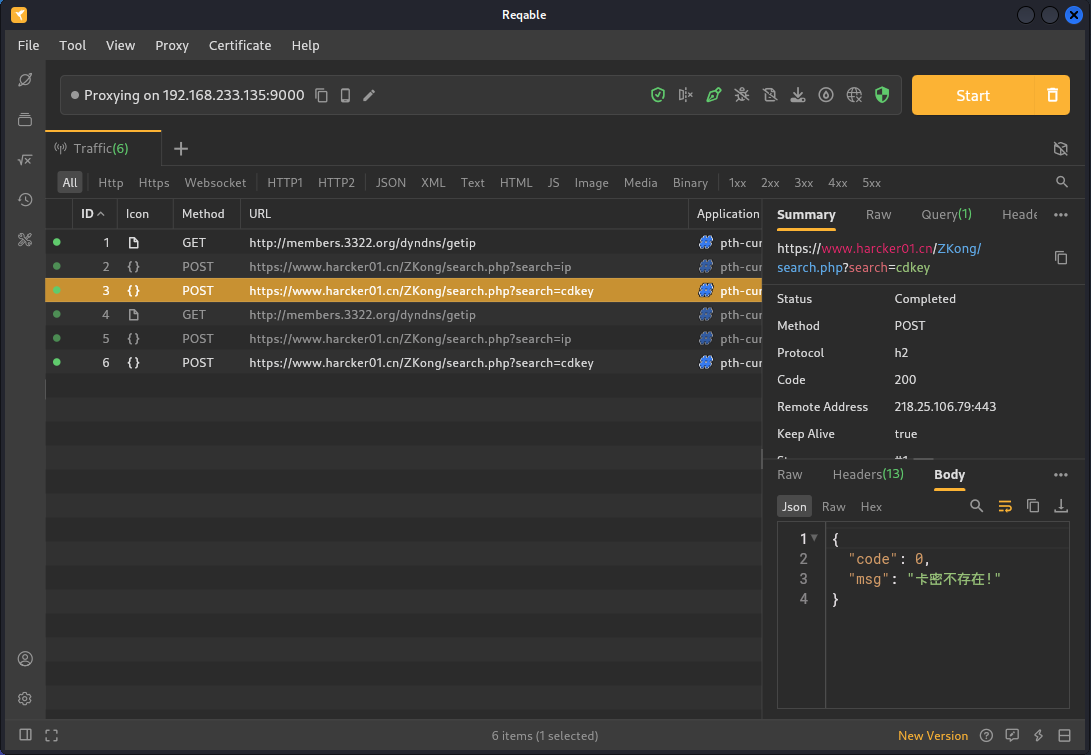 Reqable
File Tool View Proxy Certificate Help
Proxying on 192.168.233.135:9000
Start
Traffic(6)
All Http Https Websocket HTTP1 HTTP2 JSON XML Text HTML JS Image Media Binary 1xx 2xx 3xx 4xx 5xx
ID Icon Method URL Application
1 GET http://members.3322.org/dyndns/getip pth-cur
2 { } POST https://www.harcker01.cn/ZKong/search.php?search=ip pth-cur
3 { } POST https://www.harcker01.cn/ZKong/search.php?search=cdkey pth-cur
4 GET http://members.3322.org/dyndns/getip pth-cur
5 { } POST https://www.harcker01.cn/ZKong/search.php?search=ip pth-cur
6 { } POST https://www.harcker01.cn/ZKong/search.php?search=cdkey pth-cur
Summary Raw Query(1) Heade
https://www.harcker01.cn/ZKong/
search.php?search=cdkey
Status Completed
Method POST
Protocol h2
Code 200
Remote Address 218.25.106.79:443
Keep Alive true
Raw Headers(13) Body
Json Raw Hex
1 {
2 "code": 0,
3 "msg": "卡密不存在!"
4 }
6 items (1 selected)
New Version